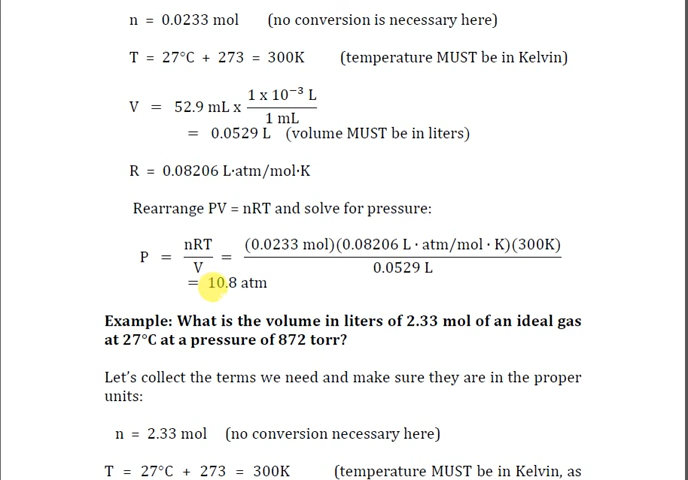 n = 0.0233 mol (no conversion is necessary here)
T = 27°C + 273 = 300K (temperature MUST be in Kelvin)
V = 52.9 mL x 1 x 10⁻³ L / 1 mL
= 0.0529 L (volume MUST be in liters)
R = 0.08206 L·atm/mol·K
Rearrange PV = nRT and solve for pressure:
P = nRT / V = (0.0233 mol)(0.08206 L · atm/mol · K)(300K) / 0.0529 L
= 10.8 atm
Example: What is the volume in liters of 2.33 mol of an ideal gas
at 27°C at a pressure of 872 torr?
Let's collect the terms we need and make sure they are in the proper
units:
n = 2.33 mol (no conversion necessary here)
T = 27°C + 273 = 300K (temperature MUST be in Kelvin, as